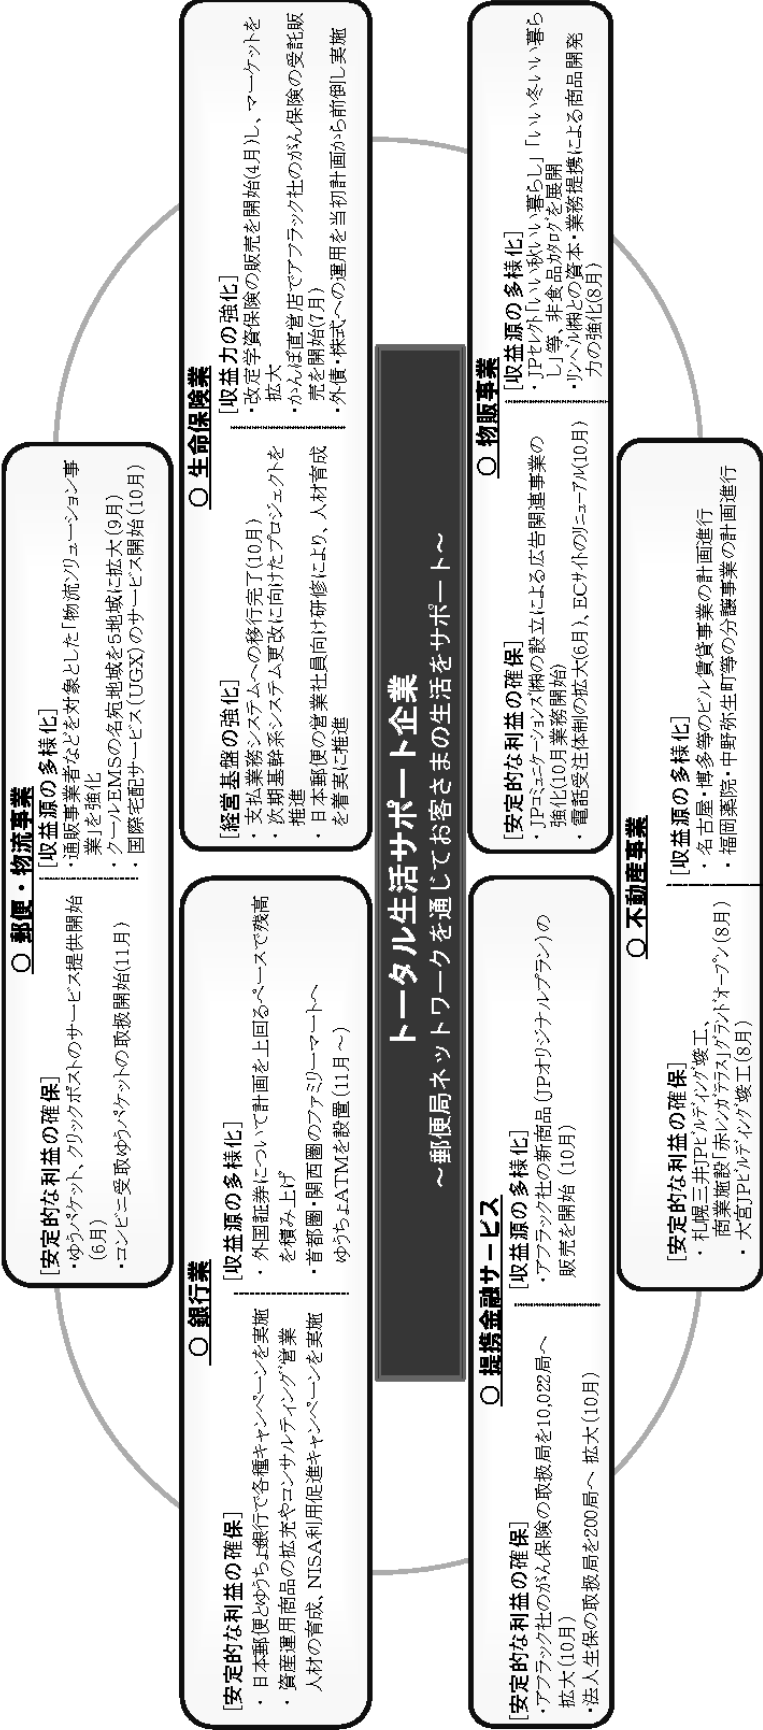 ○ 郵便・物流事業
[安定的な利益の確保]
・ゆうパケット、クリックポストのサービス提供開始
(6月)
・コンビニ受取ゆうパケットの取扱開始(11月)
[収益源の多様化]
・通販事業者などを対象とした「物流ソリューション事
業」を強化
・クールEMSの名宛地域を5地域に拡大(9月)
・国際宅配サービス(UGX)のサービス開始(10月)
○ 銀行業
[安定的な利益の確保]
・日本郵便とゆうちょ銀行で各種キャンペーンを実施
・資産運用商品の拡充やコンサルティング営業
人材の育成、NISA利用促進キャンペーンを実施
[収益源の多様化]
・外国証券について計画を上回るペースで残高
を積み上げ
・首都圏・関西圏のファミリーマートへ
ゆうちょATMを設置(11月～)
○ 生命保険業
[経営基盤の強化]
・支払業務システムへの移行完了(10月)
・次期基幹系システム更改に向けたプロジェクトを
推進
・日本郵便の営業社員向け研修により、人材育成
を着実に推進
[収益力の強化]
・改定学資保険の販売を開始(4月)し、マーケットを
拡大
・かんぽ直営店でアフラック社のがん保険の受託販
売を開始(7月)
・外債・株式への運用を当初計画から前倒し実施
トータル生活サポート企業
～郵便局ネットワークを通じてお客さまの生活をサポート～
○ 提携金融サービス
[安定的な利益の確保]
・アフラック社のがん保険の取扱局を10,022局へ
拡大(10月)
・法人生保の取扱局を200局へ 拡大(10月)
[収益源の多様化]
・アフラック社の新商品(JPオリジナルプラン)の
販売を開始 (10月)
○ 物販事業
[安定的な利益の確保]
・JPコミュニケーションズ㈱の設立による広告関連事業の
強化(10月業務開始)
・電話受注体制の拡大(6月)、ECサイトのリニューアル(10月)
[収益源の多様化]
・JPセレクト「いい秋いい暮らし」「いい冬いい暮ら
し」等、非食品カタログを展開
・リンベル㈱との資本・業務提携による商品開発
力の強化(8月)
○ 不動産事業
[安定的な利益の確保]
・札幌三井JPビルディング竣工、
商業施設「赤レンガテラス」グランドオープン(8月)
・大宮JPビルディング竣工(8月)
[収益源の多様化]
・名古屋・博多等のビル賃貸事業の計画進行
・福岡薬院・中野弥生町等の分譲事業の計画進行